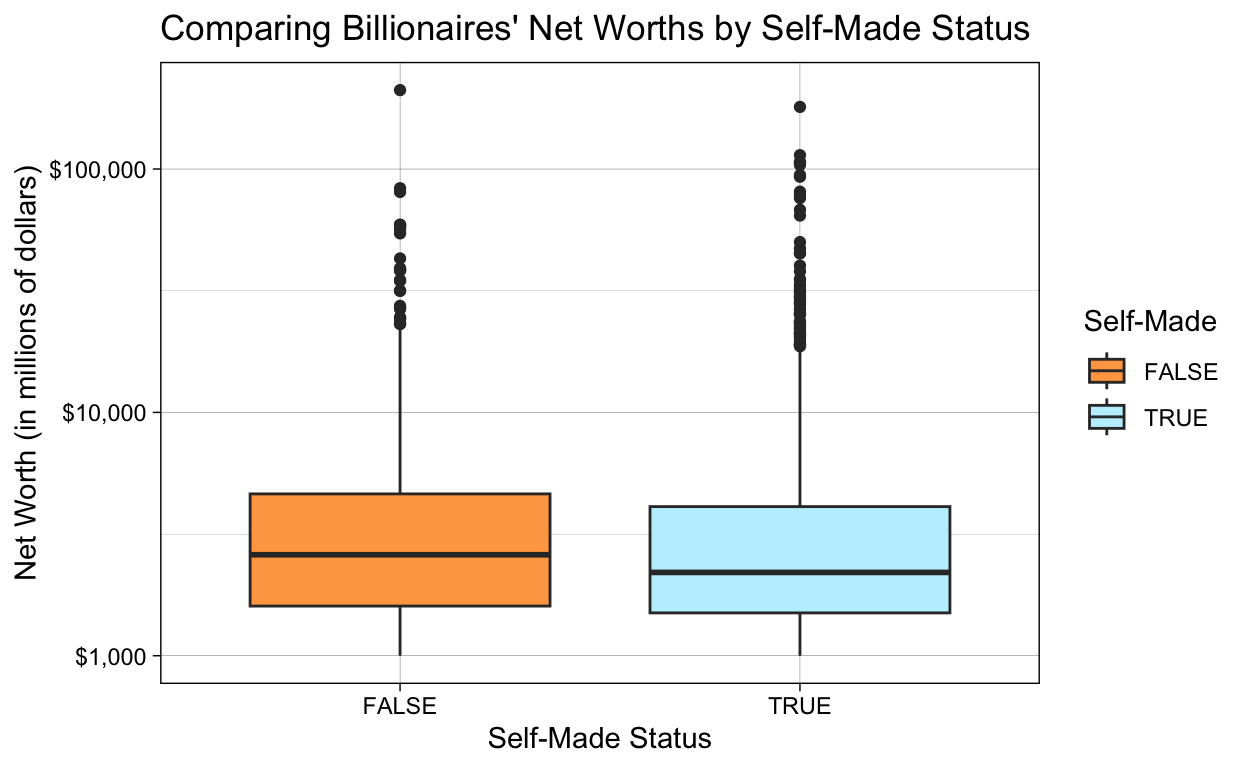 Comparing Billionaires' Net Worths by Self-Made Status
Net Worth (in millions of dollars)
$100,000
$10,000
$1,000
FALSE
TRUE
Self-Made Status
Self-Made
FALSE
TRUE